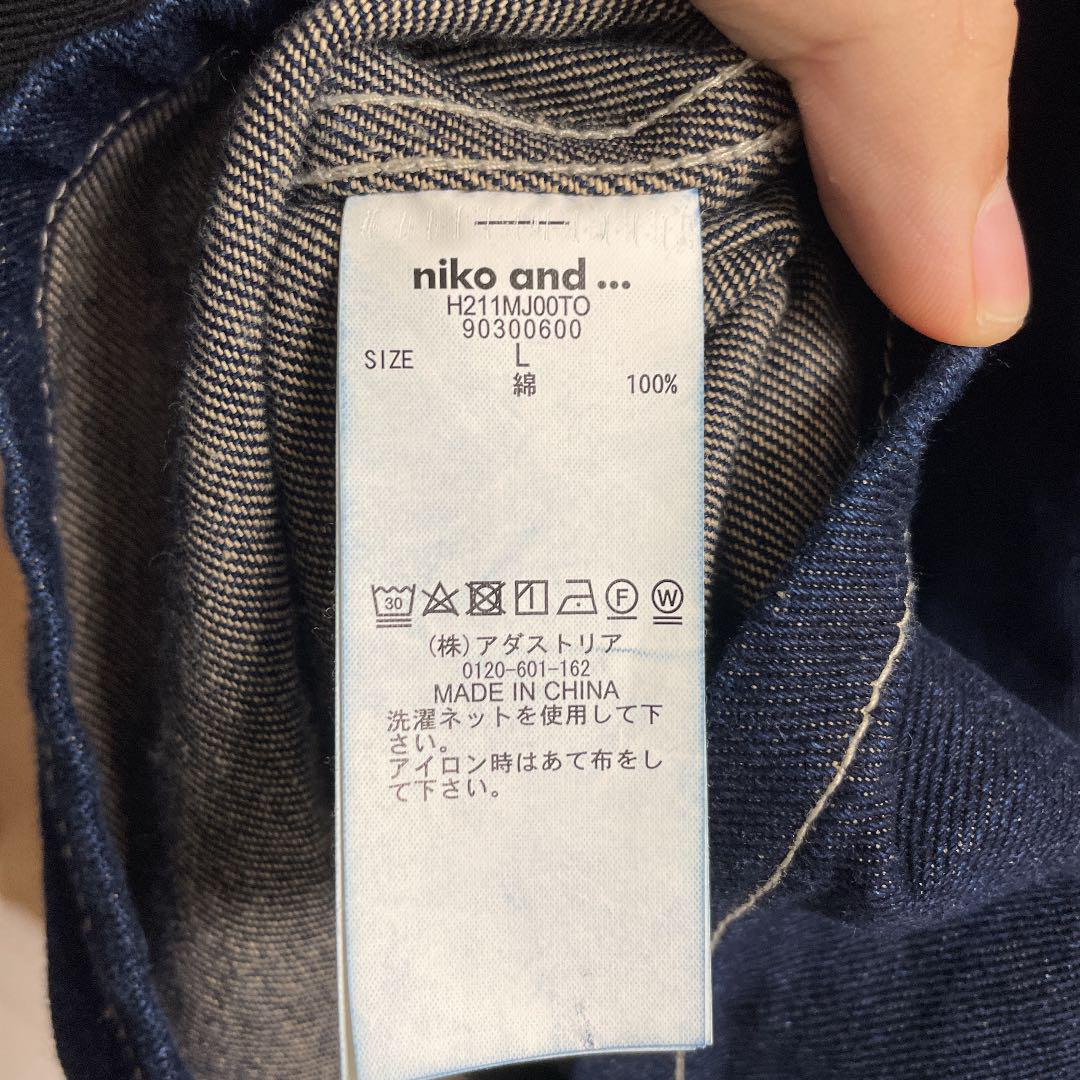 niko and ...
H211MJ00TO
90300600
SIZE L
綿 100%
30 F W
(株)アダストリア
0120-601-162
MADE IN CHINA
洗濯ネットを使用して下
さい。
アイロン時はあて布をし
て下さい。